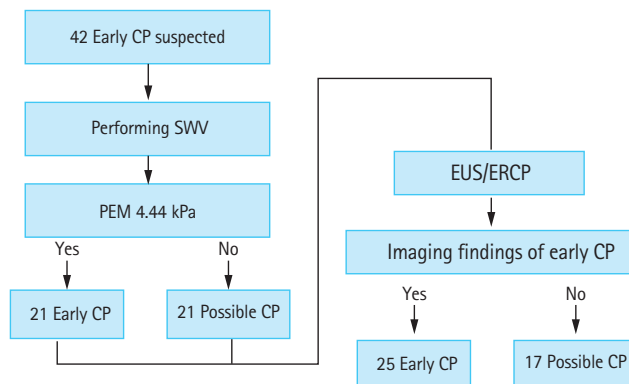 42 Early CP suspected
Performing SWV
PEM 4.44 kPa
Yes
No
21 Early CP
21 Possible CP
EUS/ERCP
Imaging findings of early CP
Yes
No
25 Early CP
17 Possible CP